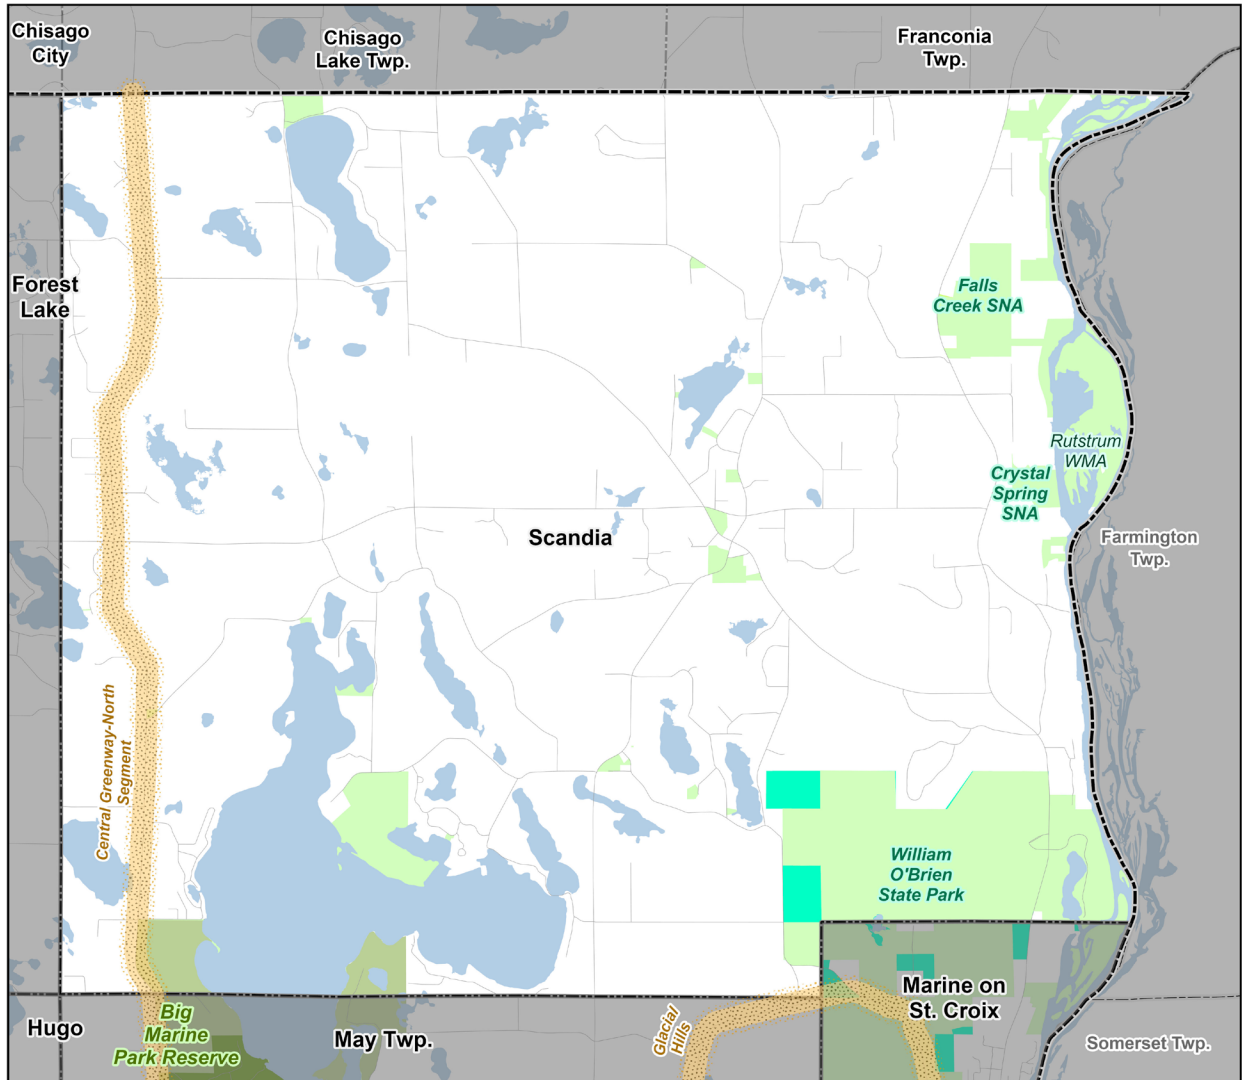 Chisago
City
Chisago
Lake Twp.
Franconia
Twp.
Forest
Lake
Falls
Creek SNA
Rutstrum
WMA
Crystal
Spring
SNA
Scandia
Farmington
Twp.
Central Greenway-North
Segment
William
O'Brien
State Park
Marine on
St. Croix
Big
Marine
Park Reserve
Hugo
May Twp.
Glacial
Hills
Somerset Twp.